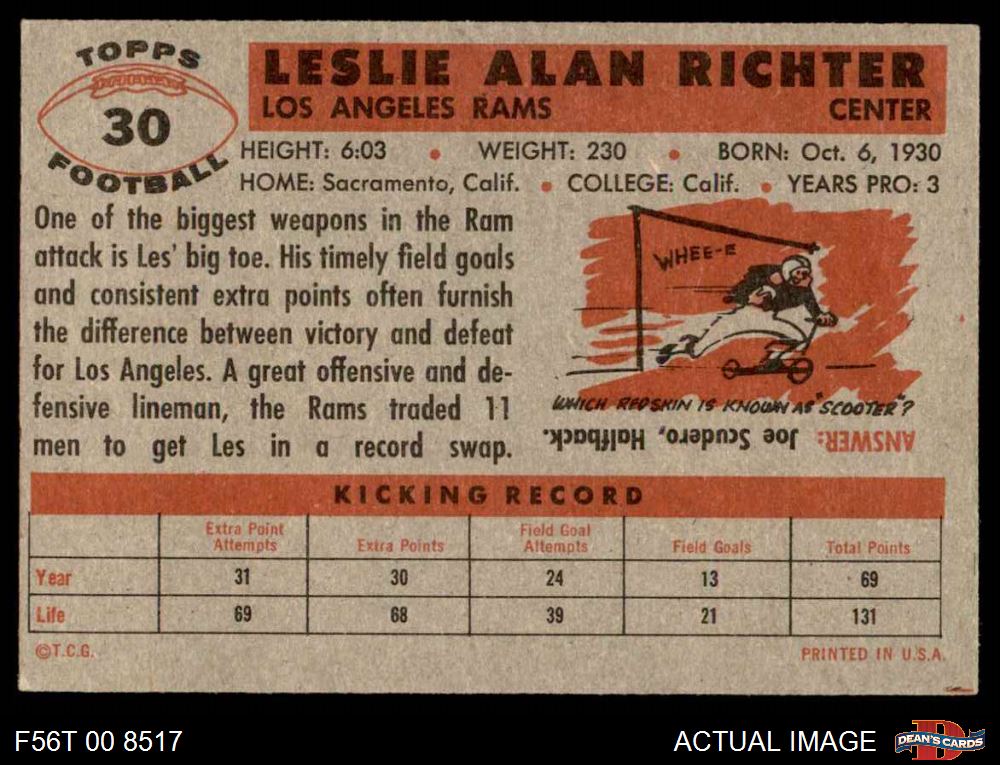 TOPPS
30
FOOTBALL
LESLIE ALAN RICHTER
LOS ANGELES RAMS CENTER
HEIGHT: 6:03 • WEIGHT: 230 • BORN: Oct. 6, 1930
HOME: Sacramento, Calif. • COLLEGE: Calif. • YEARS PRO: 3
One of the biggest weapons in the Ram
attack is Les' big toe. His timely field goals
and consistent extra points often furnish
the difference between victory and defeat
for Los Angeles. A great offensive and de-
fensive lineman, the Rams traded 11
men to get Les in a record swap.
WHEE-E
WHICH REDSKIN IS KNOWN AS "SCOOTER"?
ANSWER: Joe Scudero, Halfback.
KICKING RECORD
Extra Point Attempts Extra Points Field Goal Attempts Field Goals Total Points
Year 31 30 24 13 69
Life 69 68 39 21 131
©T.C.G. PRINTED IN U.S.A.
F56T 00 8517 ACTUAL IMAGE DEAN'S CARDS